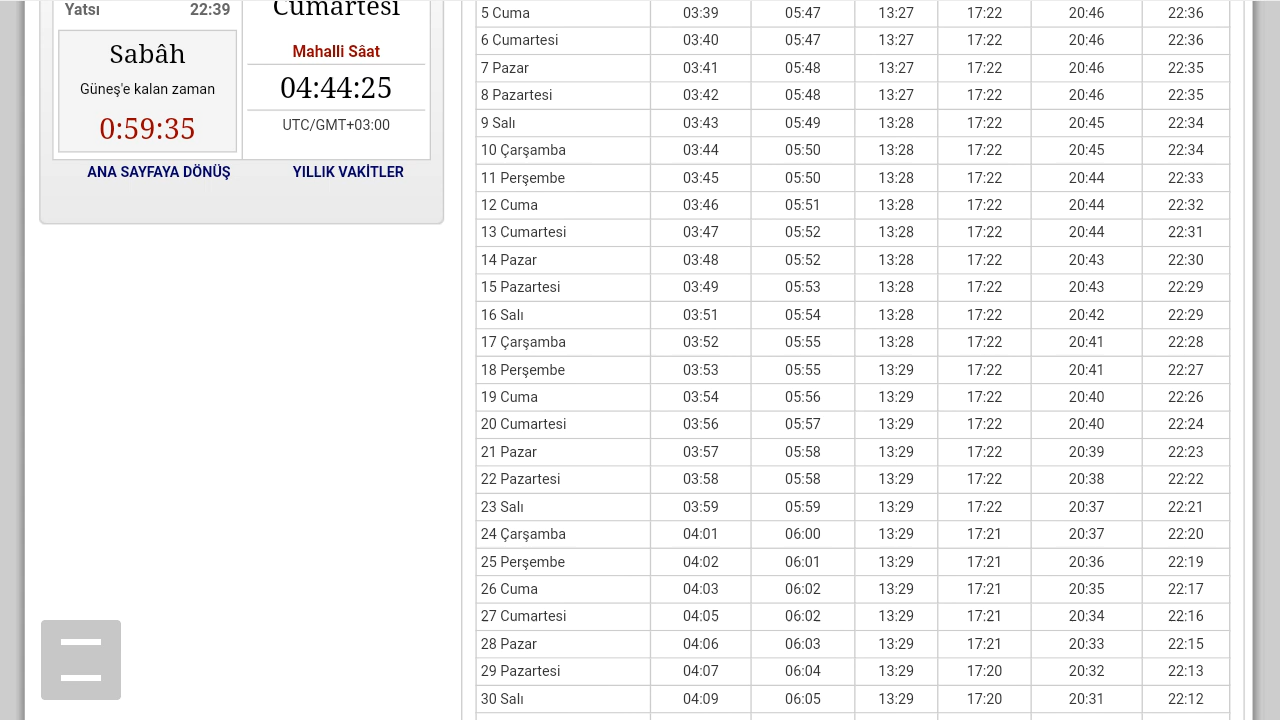 Yatsı 22:39
Sabâh
Güneş'e kalan zaman
0:59:35
Cumartesi
Mahalli Sâat
04:44:25
UTC/GMT+03:00
ANA SAYFAYA DÖNÜŞ YILLIK VAKİTLER
5 Cuma 03:39 05:47 13:27 17:22 20:46 22:36
6 Cumartesi 03:40 05:47 13:27 17:22 20:46 22:36
7 Pazar 03:41 05:48 13:27 17:22 20:46 22:35
8 Pazartesi 03:42 05:48 13:27 17:22 20:46 22:35
9 Salı 03:43 05:49 13:28 17:22 20:45 22:34
10 Çarşamba 03:44 05:50 13:28 17:22 20:45 22:34
11 Perşembe 03:45 05:50 13:28 17:22 20:44 22:33
12 Cuma 03:46 05:51 13:28 17:22 20:44 22:32
13 Cumartesi 03:47 05:52 13:28 17:22 20:44 22:31
14 Pazar 03:48 05:52 13:28 17:22 20:43 22:30
15 Pazartesi 03:49 05:53 13:28 17:22 20:43 22:29
16 Salı 03:51 05:54 13:28 17:22 20:42 22:29
17 Çarşamba 03:52 05:55 13:28 17:22 20:41 22:28
18 Perşembe 03:53 05:55 13:29 17:22 20:41 22:27
19 Cuma 03:54 05:56 13:29 17:22 20:40 22:26
20 Cumartesi 03:56 05:57 13:29 17:22 20:40 22:24
21 Pazar 03:57 05:58 13:29 17:22 20:39 22:23
22 Pazartesi 03:58 05:58 13:29 17:22 20:38 22:22
23 Salı 03:59 05:59 13:29 17:22 20:37 22:21
24 Çarşamba 04:01 06:00 13:29 17:21 20:37 22:20
25 Perşembe 04:02 06:01 13:29 17:21 20:36 22:19
26 Cuma 04:03 06:02 13:29 17:21 20:35 22:17
27 Cumartesi 04:05 06:02 13:29 17:21 20:34 22:16
28 Pazar 04:06 06:03 13:29 17:21 20:33 22:15
29 Pazartesi 04:07 06:04 13:29 17:20 20:32 22:13
30 Salı 04:09 06:05 13:29 17:20 20:31 22:12